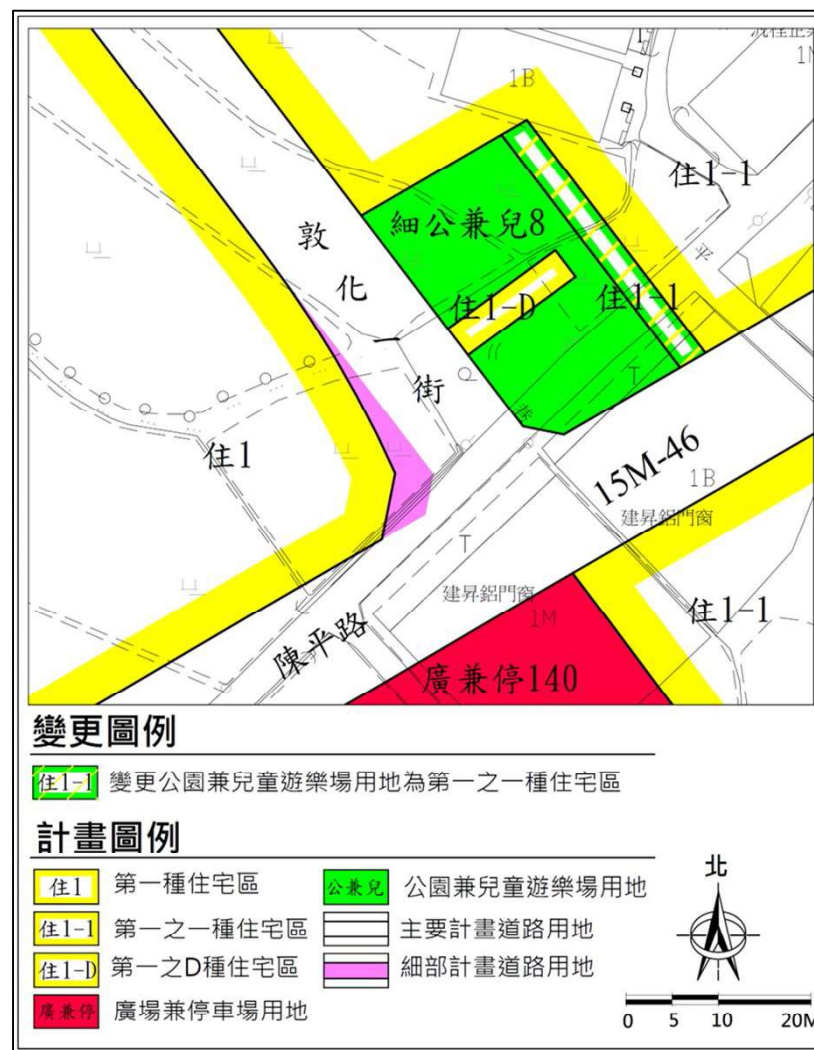 1B
住1-1
敦
化
街
細公兼兒8
平
住1-D
住1-1
T
巷
住1
15M-46
1B
建昇鋁門窗
T
建昇鋁門窗
1M
住1-1
陳平路
廣兼停140
變更圖例
住1-1 變更公園兼兒童遊樂場用地為第一之一種住宅區
計畫圖例
住1 第一種住宅區
公兼兒 公園兼兒童遊樂場用地
住1-1 第一之一種住宅區
主要計畫道路用地
住1-D 第一之D種住宅區
細部計畫道路用地
廣兼停 廣場兼停車場用地
北
0 5 10 20M